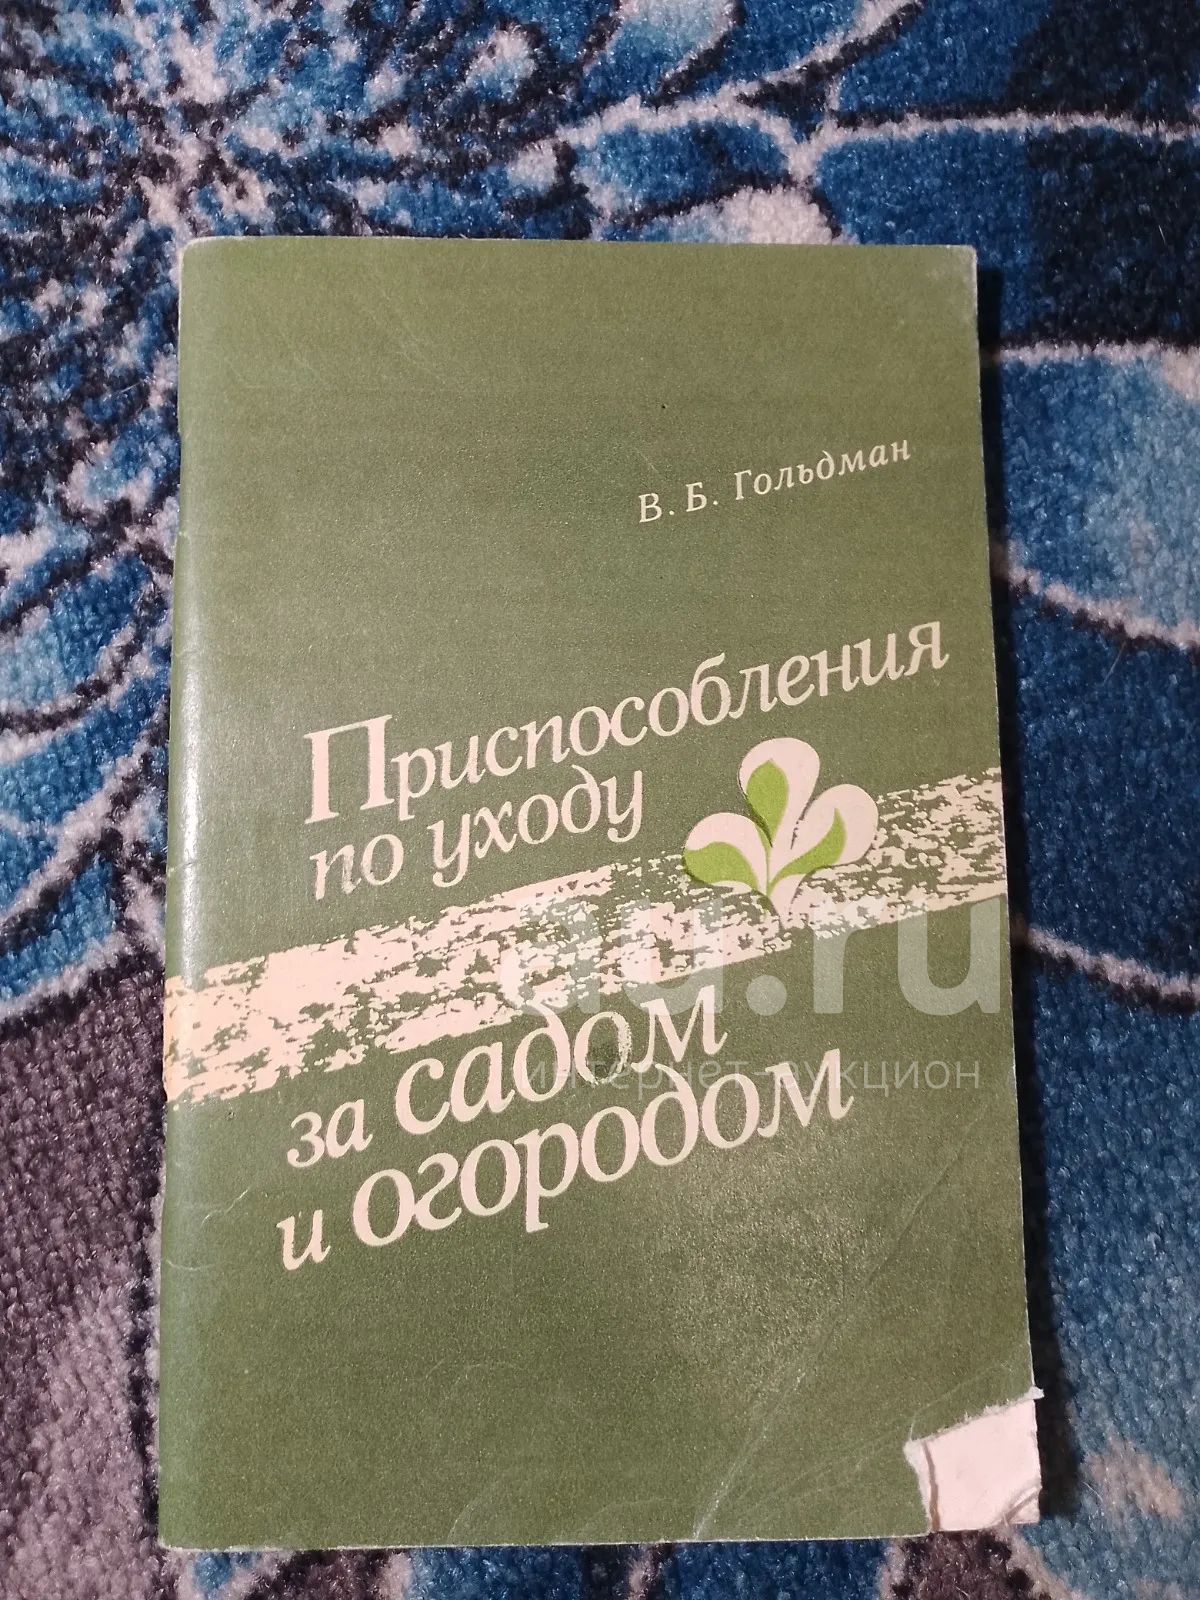 В. Б. Гольдман
Приспособления
по уходу
за садом
и огородом
au.ru
интернет-аукцион